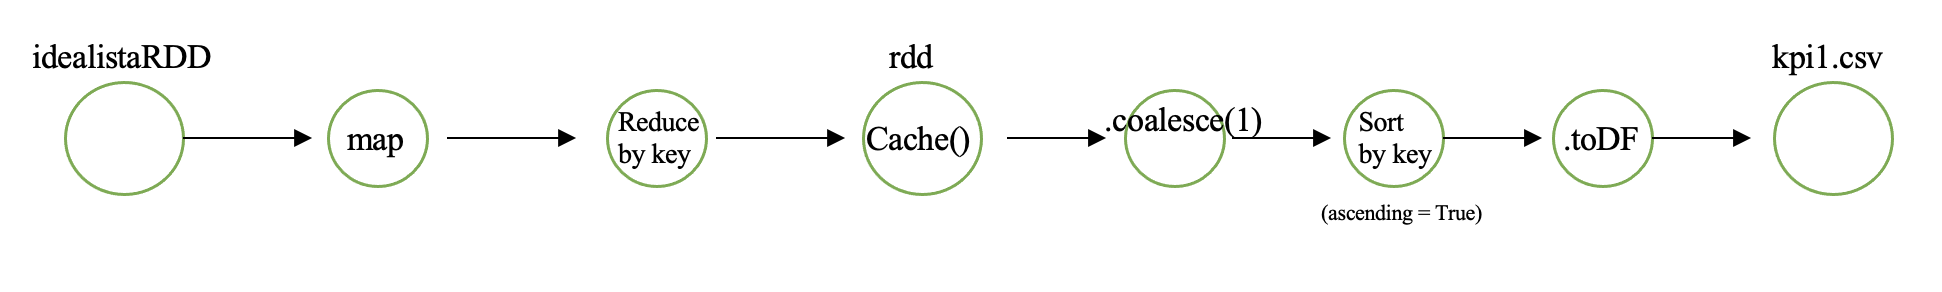 idealistaRDD
map
Reduce
by key
rdd
Cache()
.coalesce(1)
Sort
by key
(ascending = True)
.toDF
kpi1.csv